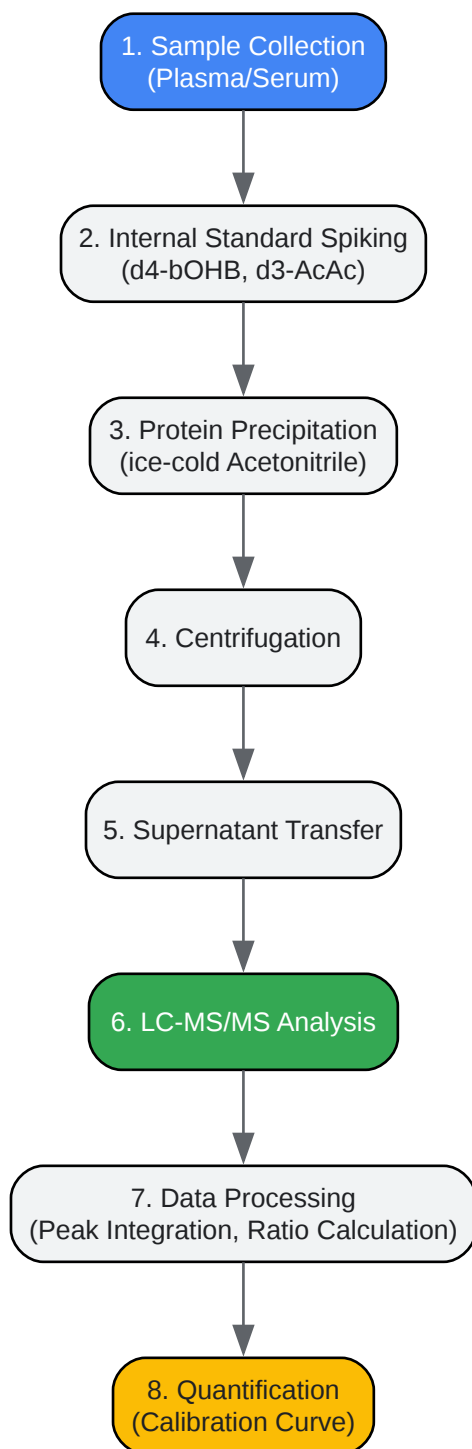 1. Sample Collection
(Plasma/Serum)
2. Internal Standard Spiking
(d4-bOHB, d3-AcAc)
3. Protein Precipitation
(ice-cold Acetonitrile)
4. Centrifugation
5. Supernatant Transfer
6. LC-MS/MS Analysis
7. Data Processing
(Peak Integration, Ratio Calculation)
8. Quantification
(Calibration Curve)